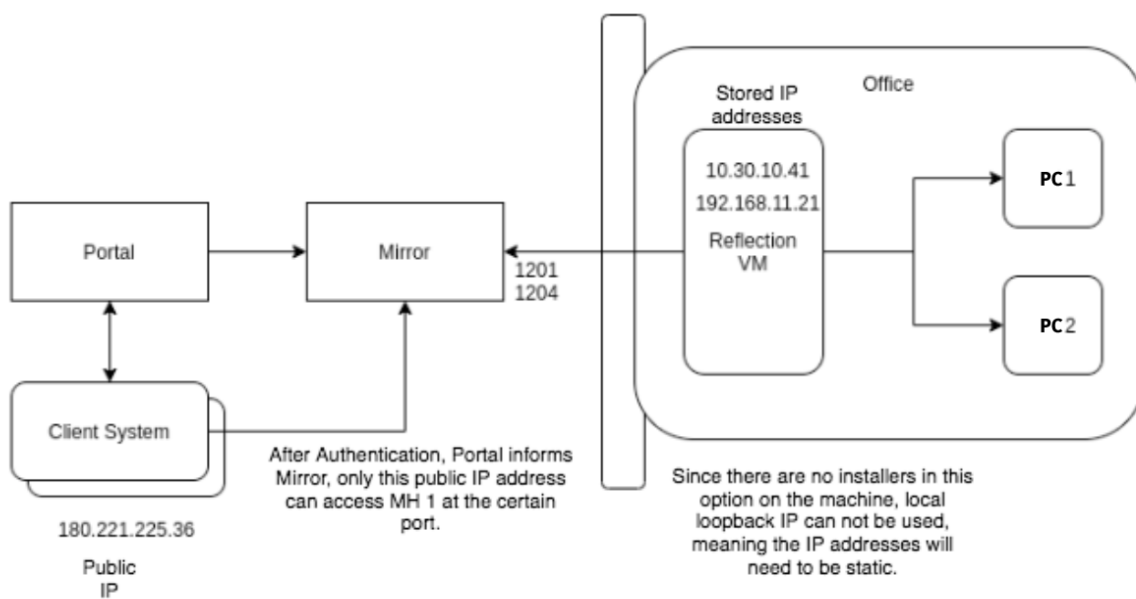 Office
Stored IP
addresses
10.30.10.41
192.168.11.21
Reflection
VM
PC1
PC2
Portal
Mirror
1201
1204
Client System
180.221.225.36
Public
IP
After Authentication, Portal informs
Mirror, only this public IP address
can access MH 1 at the certain
port.
Since there are no installers in this
option on the machine, local
loopback IP can not be used,
meaning the IP addresses will
need to be static.